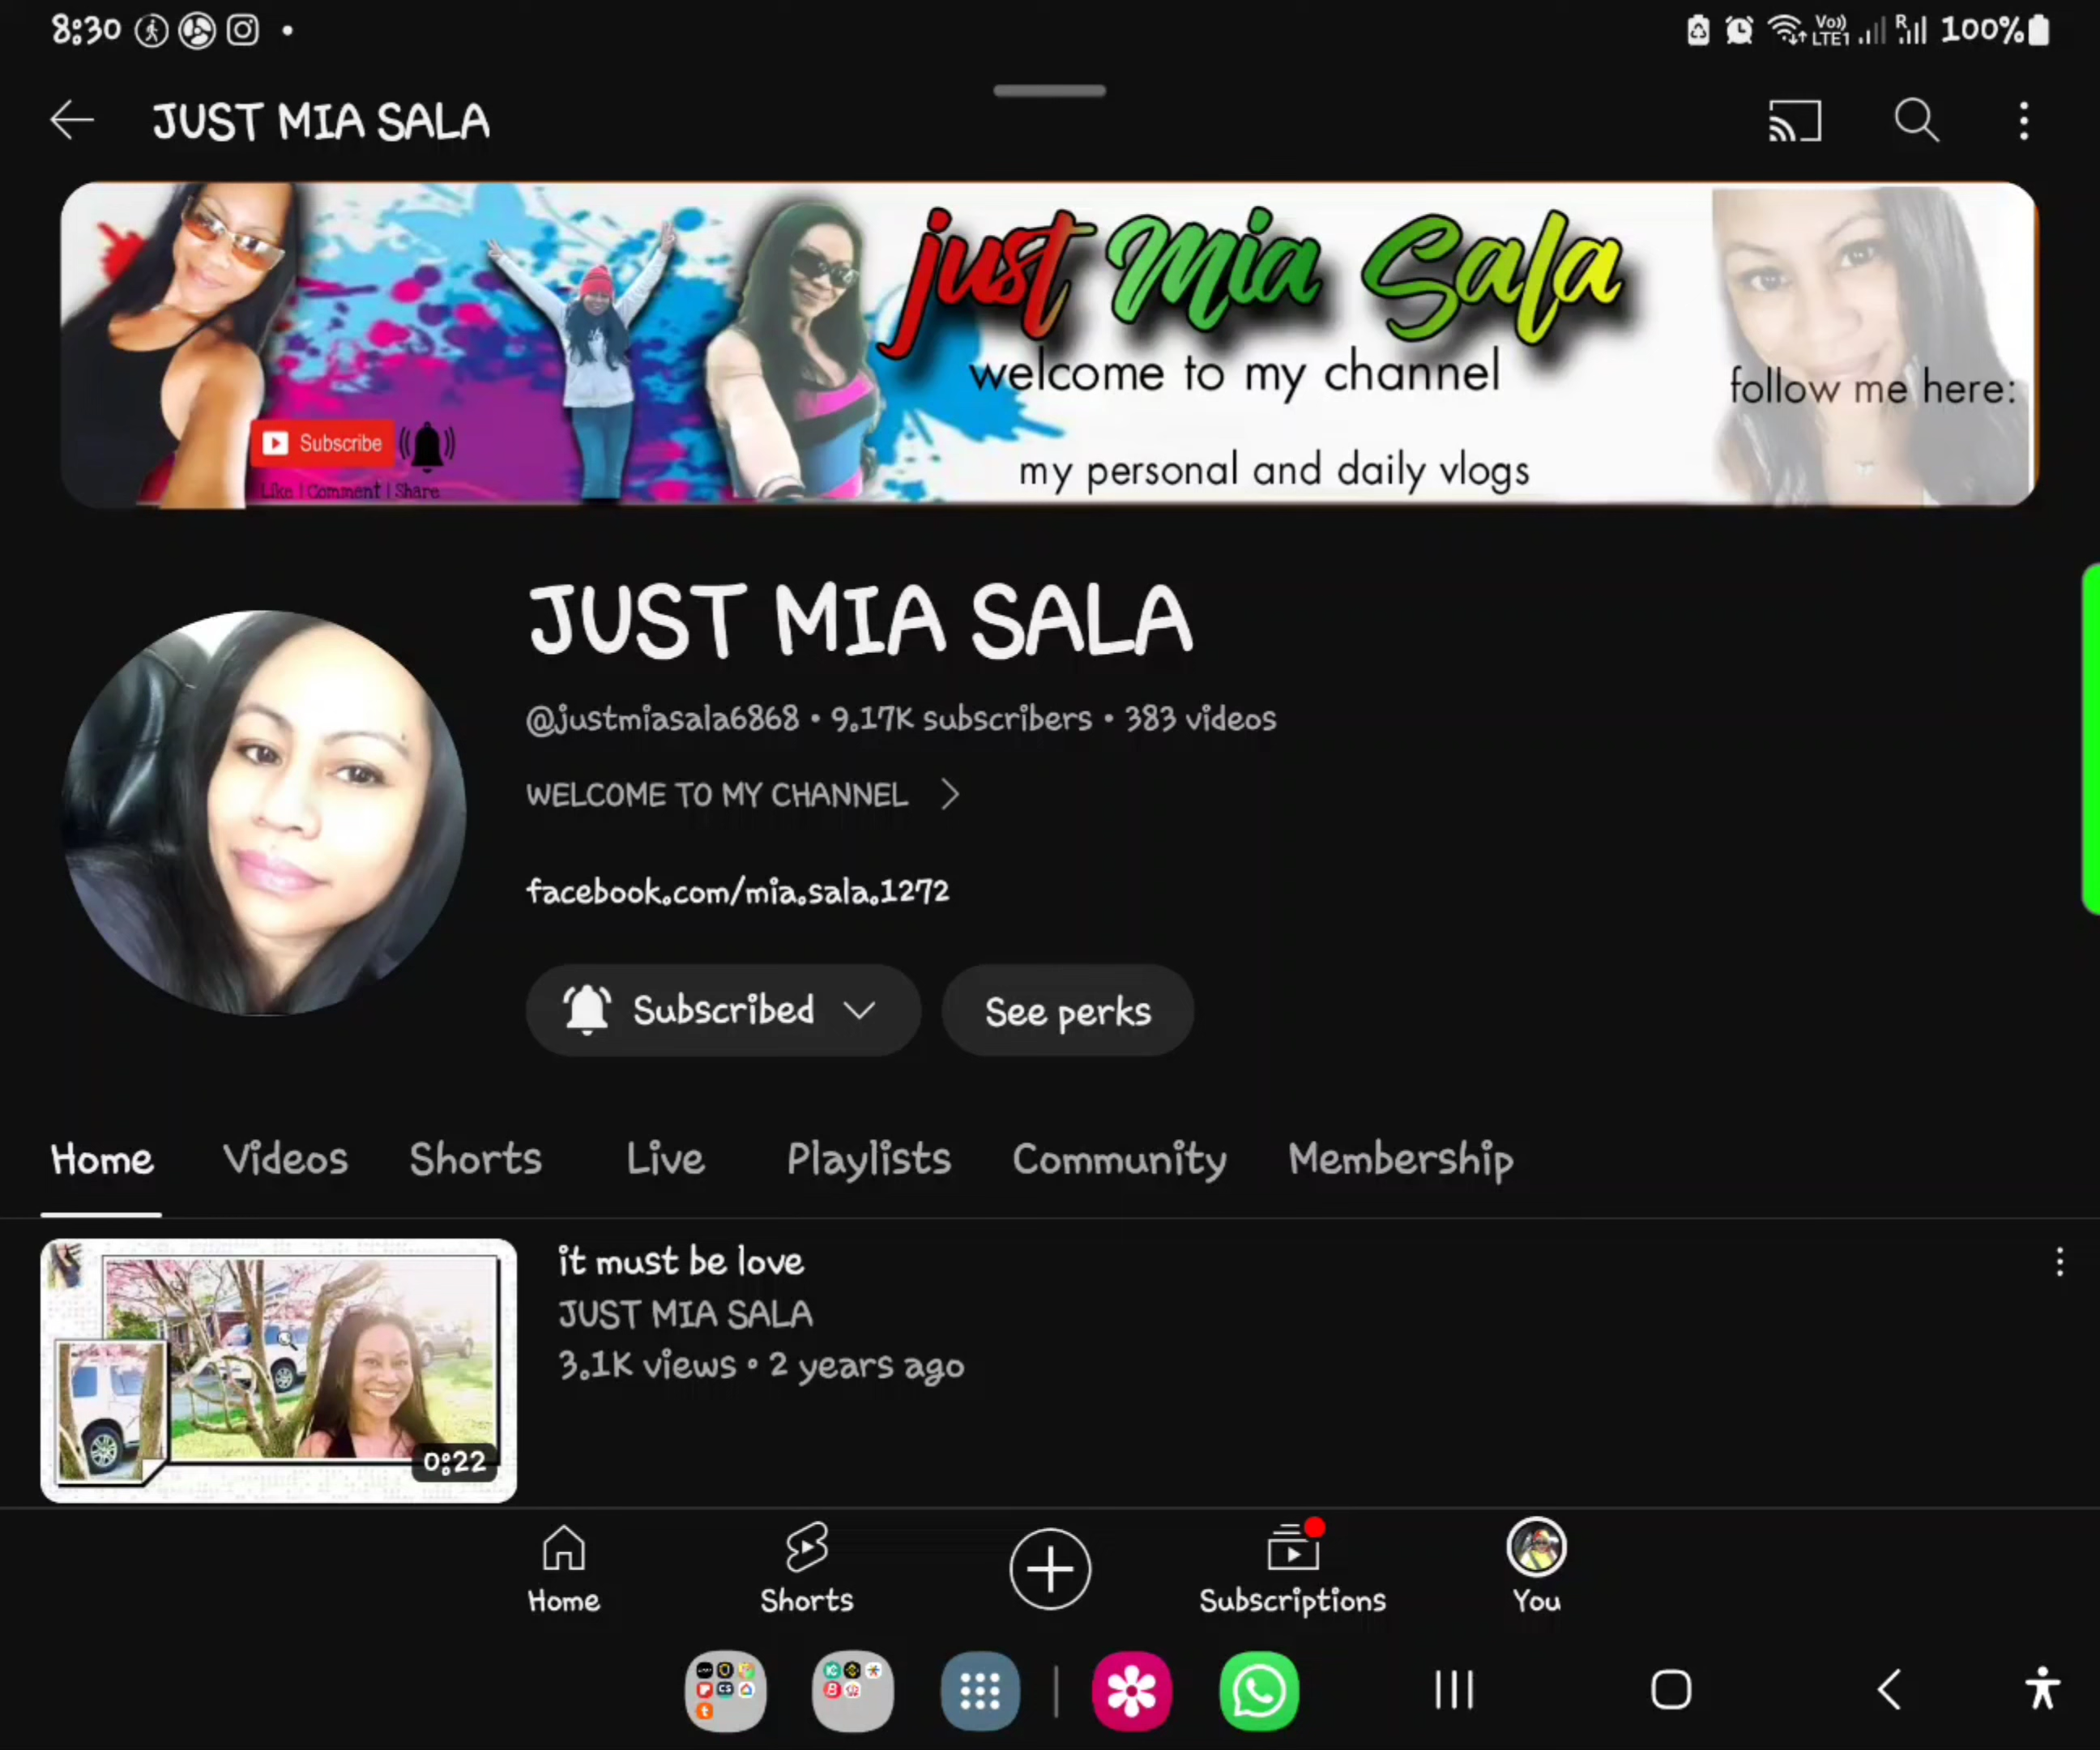 8:30
Vo))
LTE1
R
100%
JUST MIA SALA
just Mia Sala
welcome to my channel
follow me here:
Subscribe
my personal and daily vlogs
Like | Comment | Share
JUST MIA SALA
@justmiasala6868 • 9.17K subscribers • 383 videos
WELCOME TO MY CHANNEL
facebook.com/mia.sala.1272
Subscribed
See perks
Home Videos Shorts Live Playlists Community Membership
it must be love
JUST MIA SALA
3.1K views • 2 years ago
0:22
Home Shorts Subscriptions You